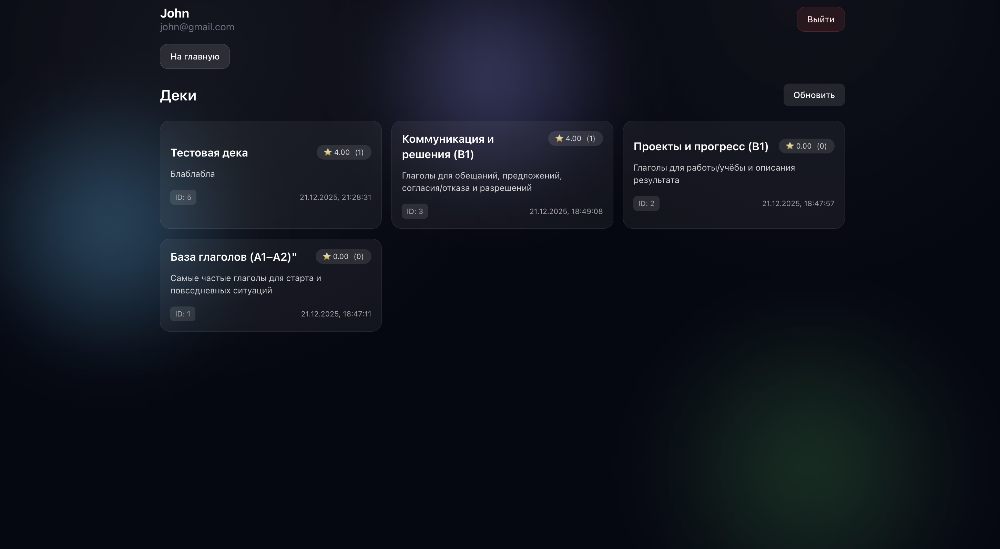 John
john@gmail.com
Выйти
На главную
Деки
Обновить
Тестовая дека
4.00 (1)
Блаблабла
ID: 5
21.12.2025, 21:28:31
Коммуникация и
решения (B1)
4.00 (1)
Глаголы для обещаний, предложений,
согласия/отказа и разрешений
ID: 3
21.12.2025, 18:49:08
Проекты и прогресс (B1)
0.00 (0)
Глаголы для работы/учёбы и описания
результата
ID: 2
21.12.2025, 18:47:57
База глаголов (A1–A2)"
0.00 (0)
Самые частые глаголы для старта и
повседневных ситуаций
ID: 1
21.12.2025, 18:47:11